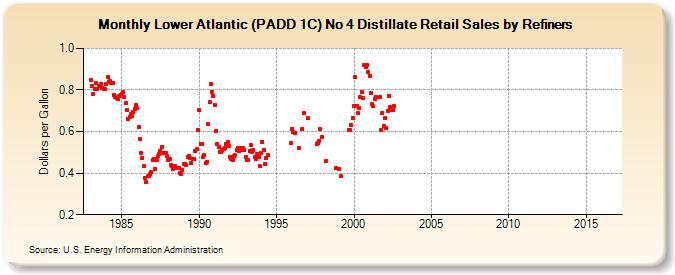 Monthly Lower Atlantic (PADD 1C) No 4 Distillate Retail Sales by Refiners
Dollars per Gallon
1.0
0.8
0.6
0.4
0.2
1985 1990 1995 2000 2005 2010 2015
Source: U.S. Energy Information Administration